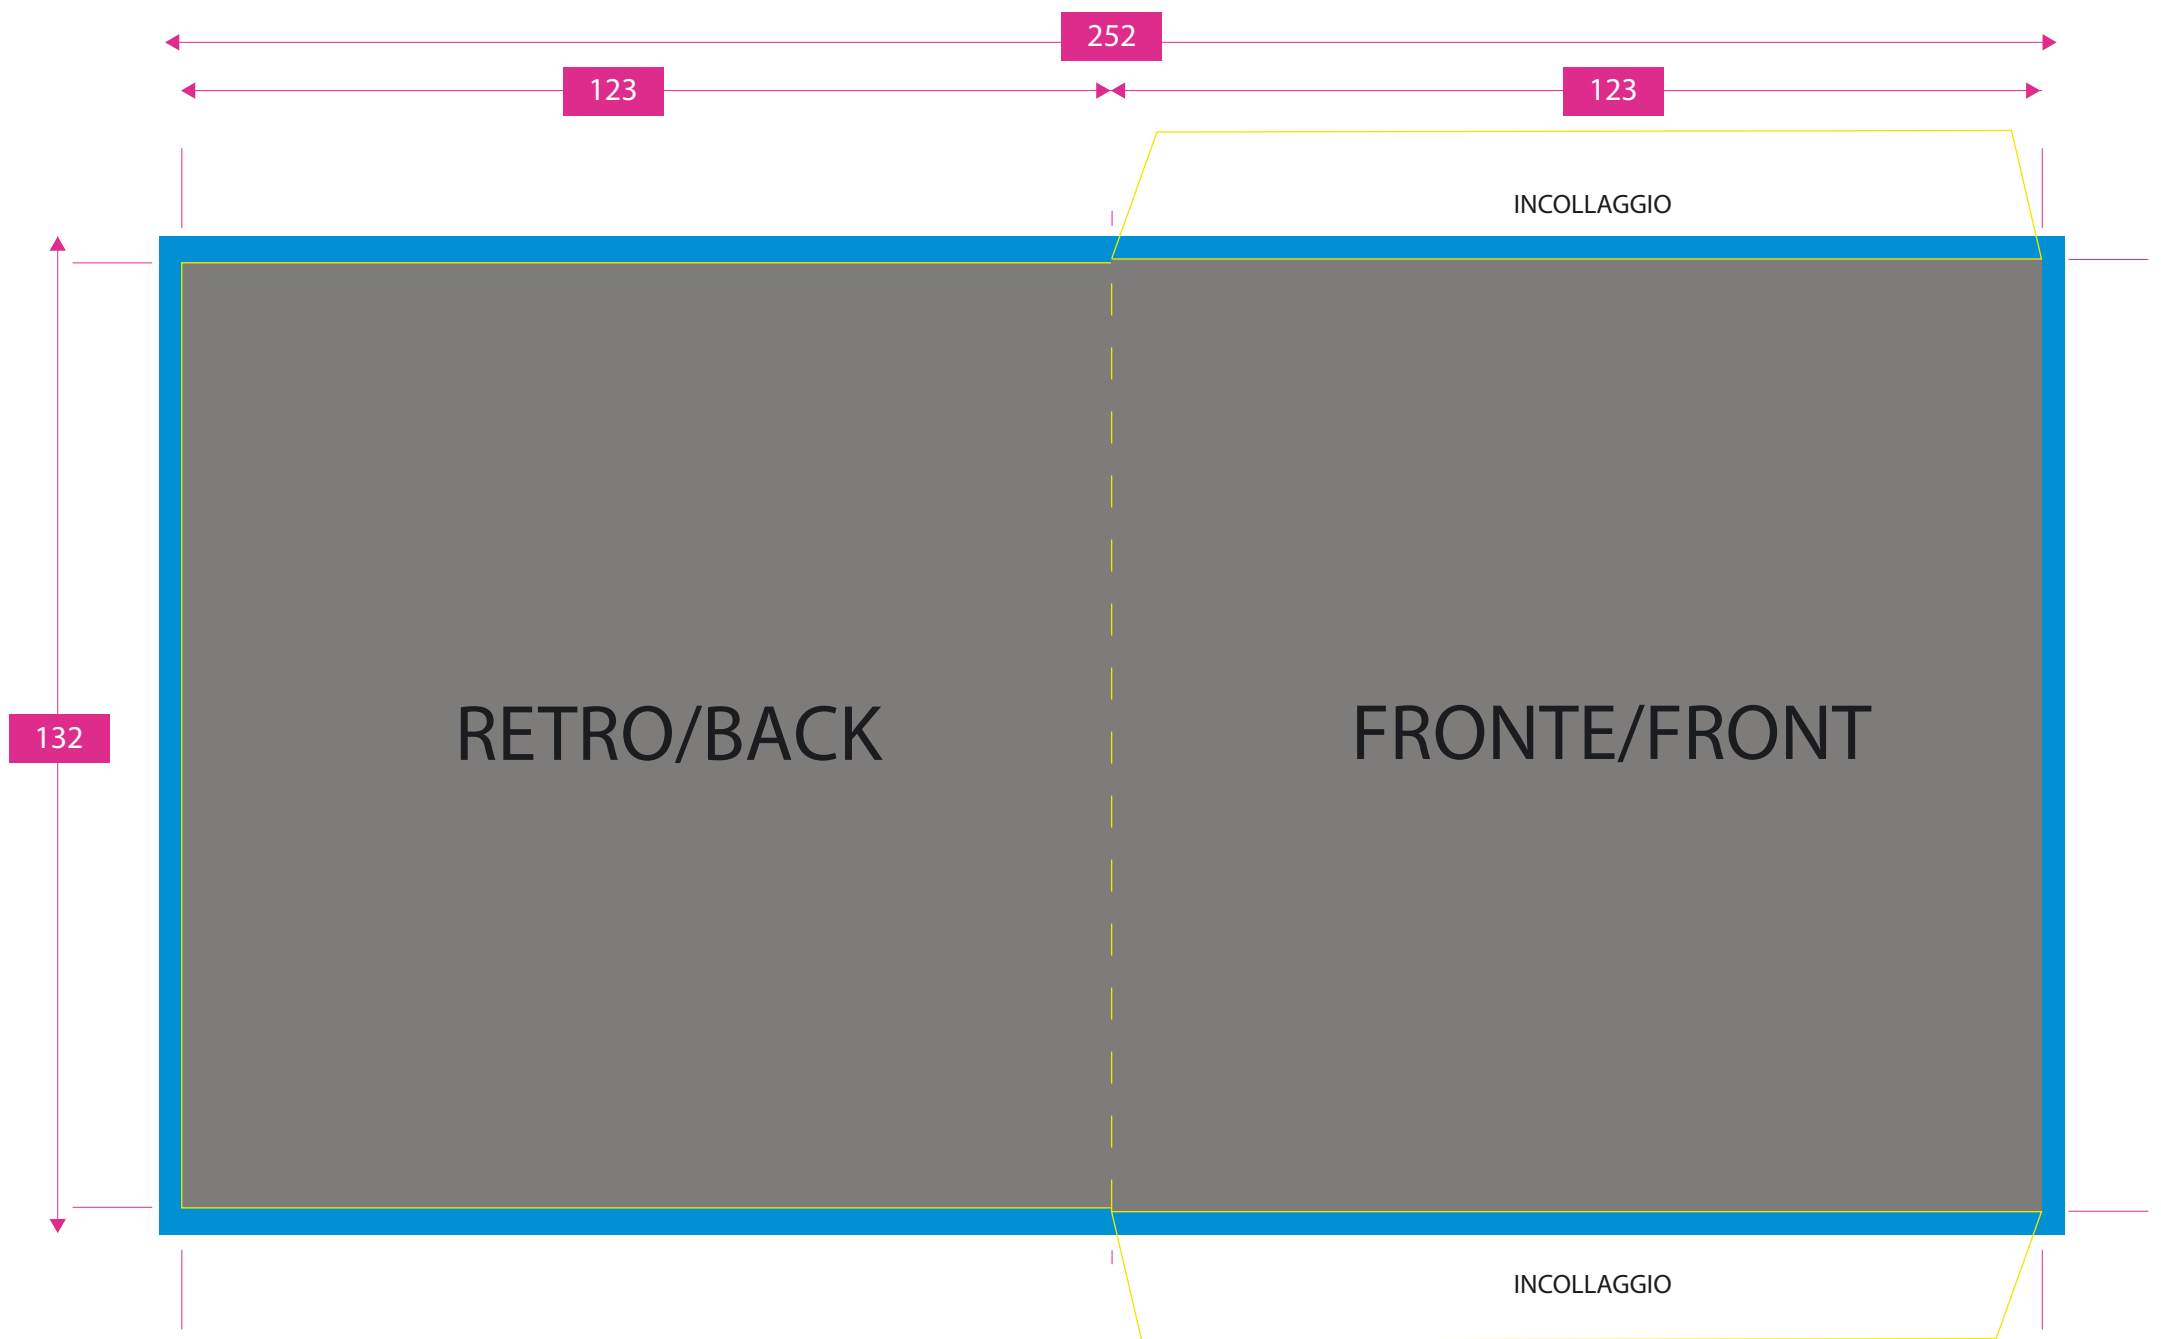 252
123
123
INCOLLAGGIO
132
RETRO/BACK
FRONTE/FRONT
INCOLLAGGIO